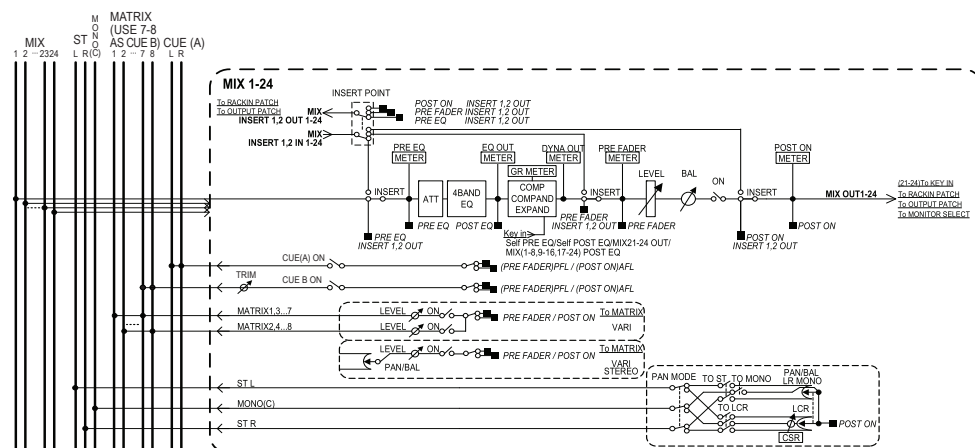 MIX
1 2 ··· 2324
ST
L R
MONO(C)
MATRIX
(USE 7-8
AS CUE B)
1 2 ··· 7 8
CUE (A)
L R
MIX 1-24
INSERT POINT
To RACKIN PATCH
To OUTPUT PATCH
MIX
INSERT 1,2 OUT 1-24
MIX
INSERT 1,2 IN 1-24
POST ON INSERT 1,2 OUT
PRE FADER INSERT 1,2 OUT
PRE EQ INSERT 1,2 OUT
PRE EQ
METER
EQ OUT
METER
DYNA OUT
METER
PRE FADER
METER
POST ON
METER
GR METER
LEVEL
BAL
ON
INSERT
ATT
4BAND
EQ
COMP
COMPAND
EXPAND
INSERT
INSERT
MIX OUT1-24
(21-24)To KEY IN
To RACKIN PATCH
To OUTPUT PATCH
To MONITOR SELECT
PRE EQ
INSERT 1,2 OUT
PRE EQ
POST EQ
Key in
PRE FADER
INSERT 1,2 OUT
PRE FADER
POST ON
INSERT 1,2 OUT
POST ON
Self PRE EQ/Self POST EQ/MIX21-24 OUT/
MIX(1-8,9-16,17-24) POST EQ
CUE(A) ON
(PRE FADER)PFL / (POST ON)AFL
TRIM
CUE B ON
(PRE FADER)PFL / (POST ON)AFL
MATRIX1,3...7
LEVEL
ON
PRE FADER / POST ON
To MATRIX
VARI
MATRIX2,4...8
LEVEL
ON
LEVEL
ON
PAN/BAL
PRE FADER / POST ON
To MATRIX
VARI
STEREO
ST L
MONO(C)
ST R
PAN MODE
TO ST
TO MONO
PAN/BAL
LR MONO
TO LCR
LCR
CSR
POST ON